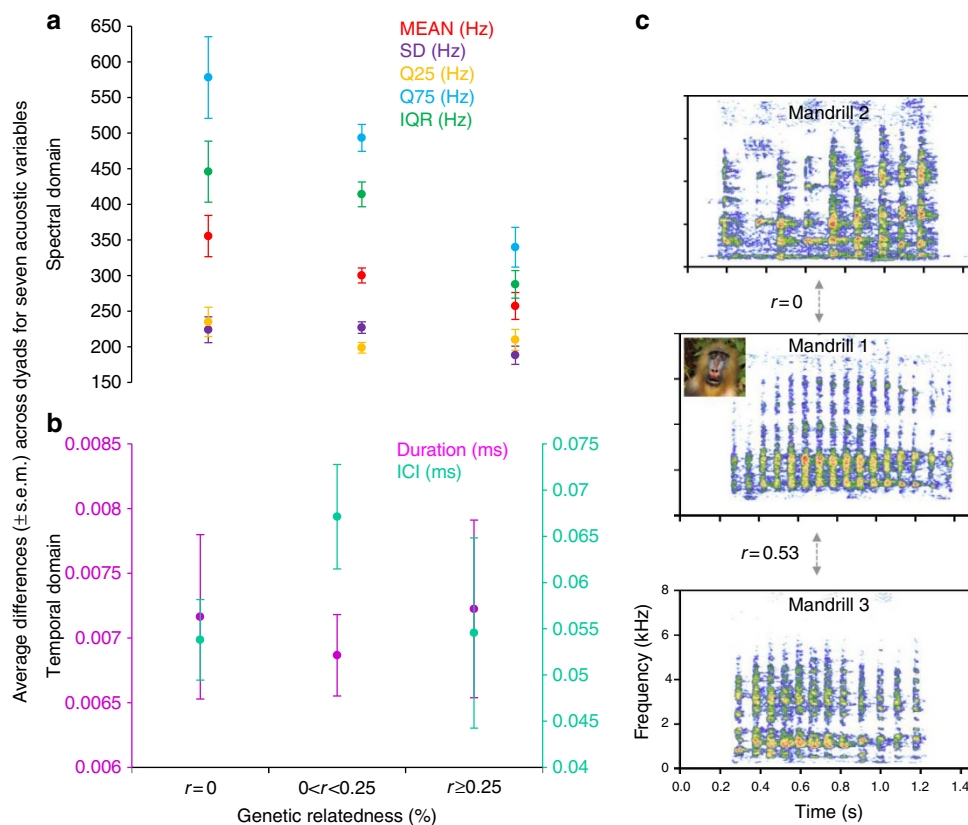 a
650
600
550
500
450
400
350
300
250
200
150
MEAN (Hz)
SD (Hz)
Q25 (Hz)
Q75 (Hz)
IQR (Hz)
Average differences (±s.e.m.) across dyads for seven acuostic variables
Spectral domain
b
0.0085
0.008
0.0075
0.007
0.0065
0.006
Temporal domain
Duration (ms)
ICI (ms)
0.075
0.07
0.065
0.06
0.055
0.05
0.045
0.04
r=0
0<r<0.25
r≥0.25
Genetic relatedness (%)
c
Mandrill 2
r=0
Mandrill 1
r=0.53
Mandrill 3
8
6
4
2
0
Frequency (kHz)
0.0 0.2 0.4 0.6 0.8 1.0 1.2 1.4
Time (s)